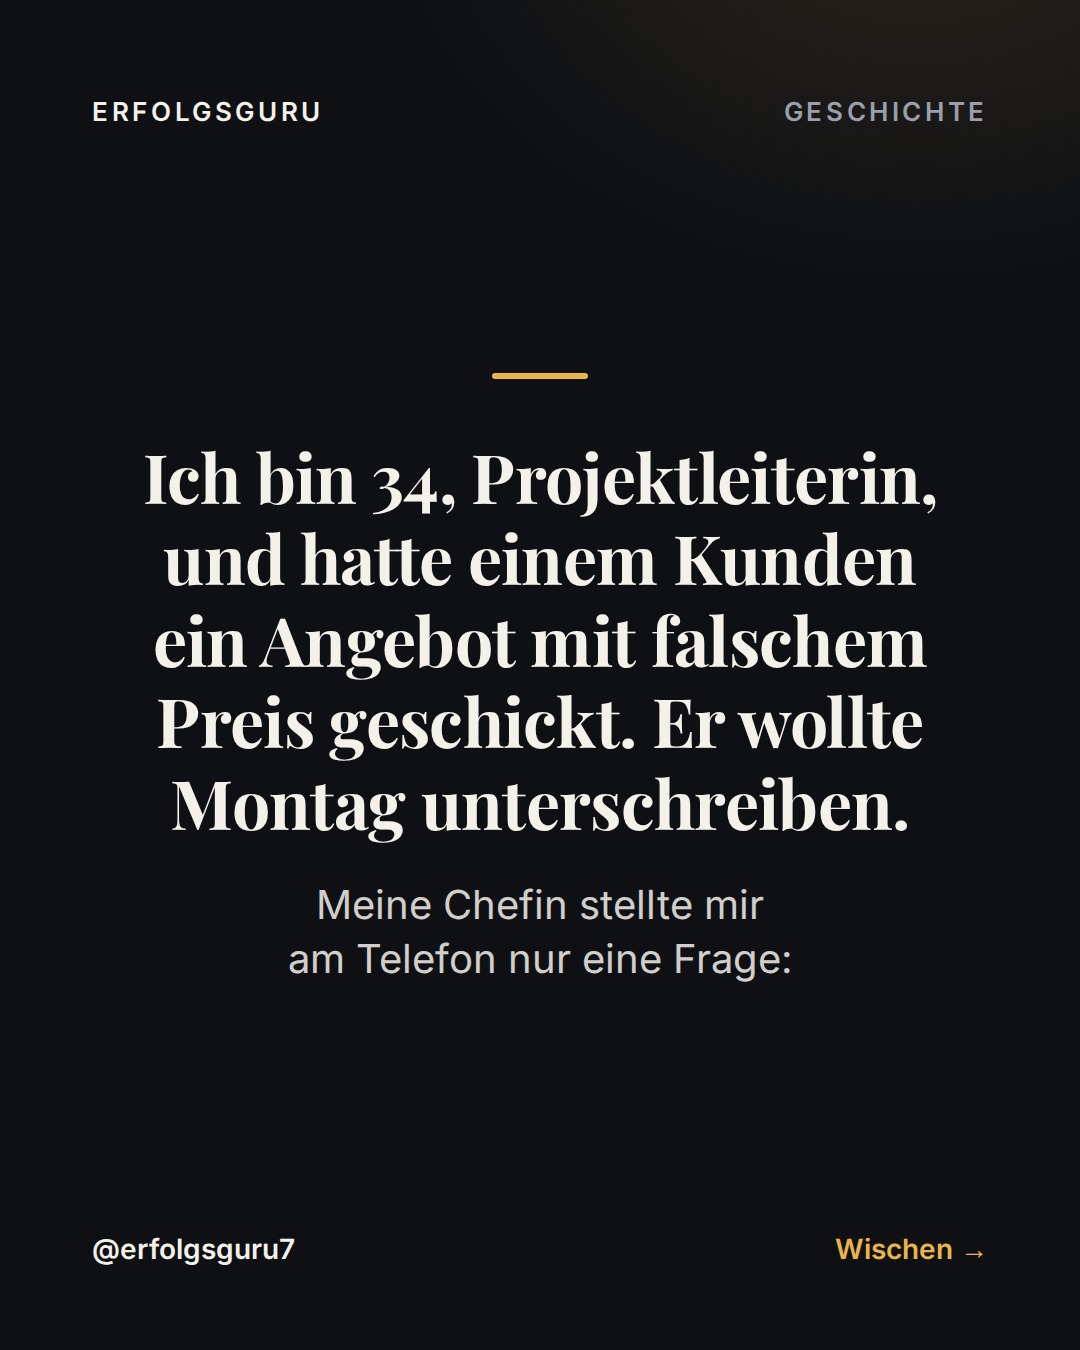 ERFOLGSGURU
GESCHICHTE
Ich bin 34, Projektleiterin,
und hatte einem Kunden
ein Angebot mit falschem
Preis geschickt. Er wollte
Montag unterschreiben.
Meine Chefin stellte mir
am Telefon nur eine Frage:
@erfolgsguru7
Wischen →